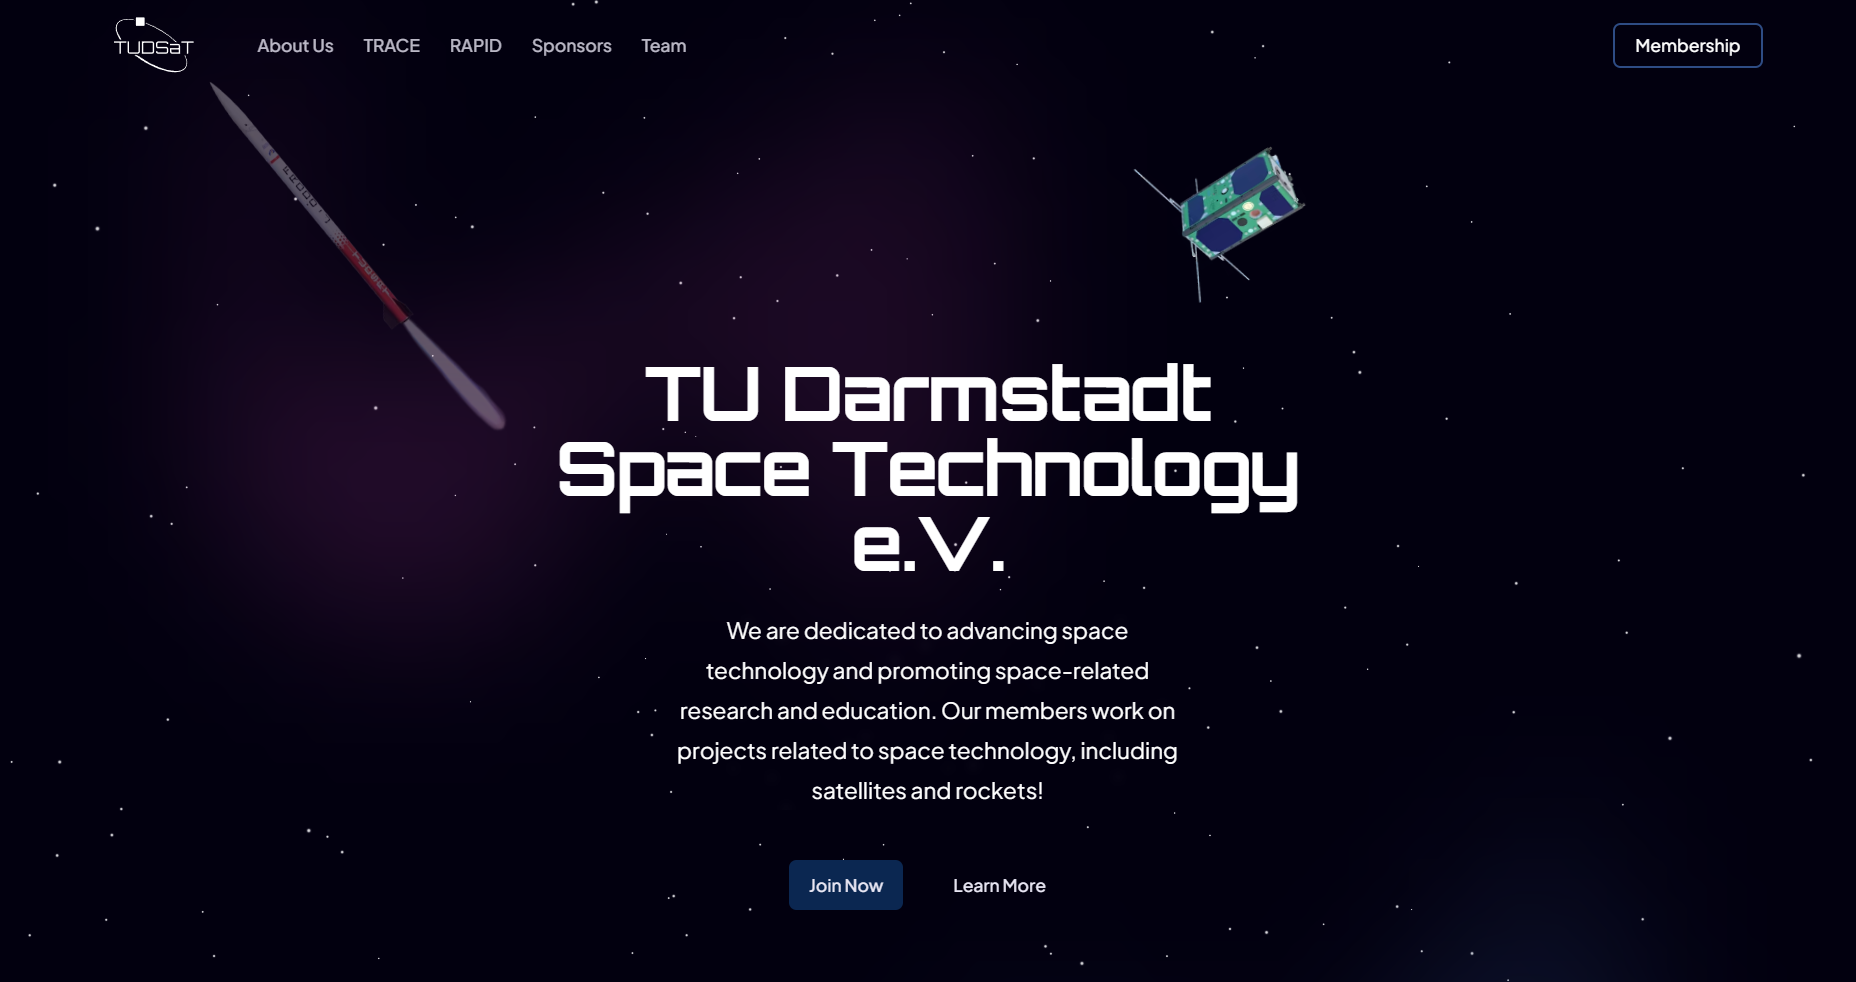 TUDSaT
About Us
TRACE
RAPID
Sponsors
Team
Membership
TU Darmstadt
Space Technology
e.V.
We are dedicated to advancing space
technology and promoting space-related
research and education. Our members work on
projects related to space technology, including
satellites and rockets!
Join Now
Learn More